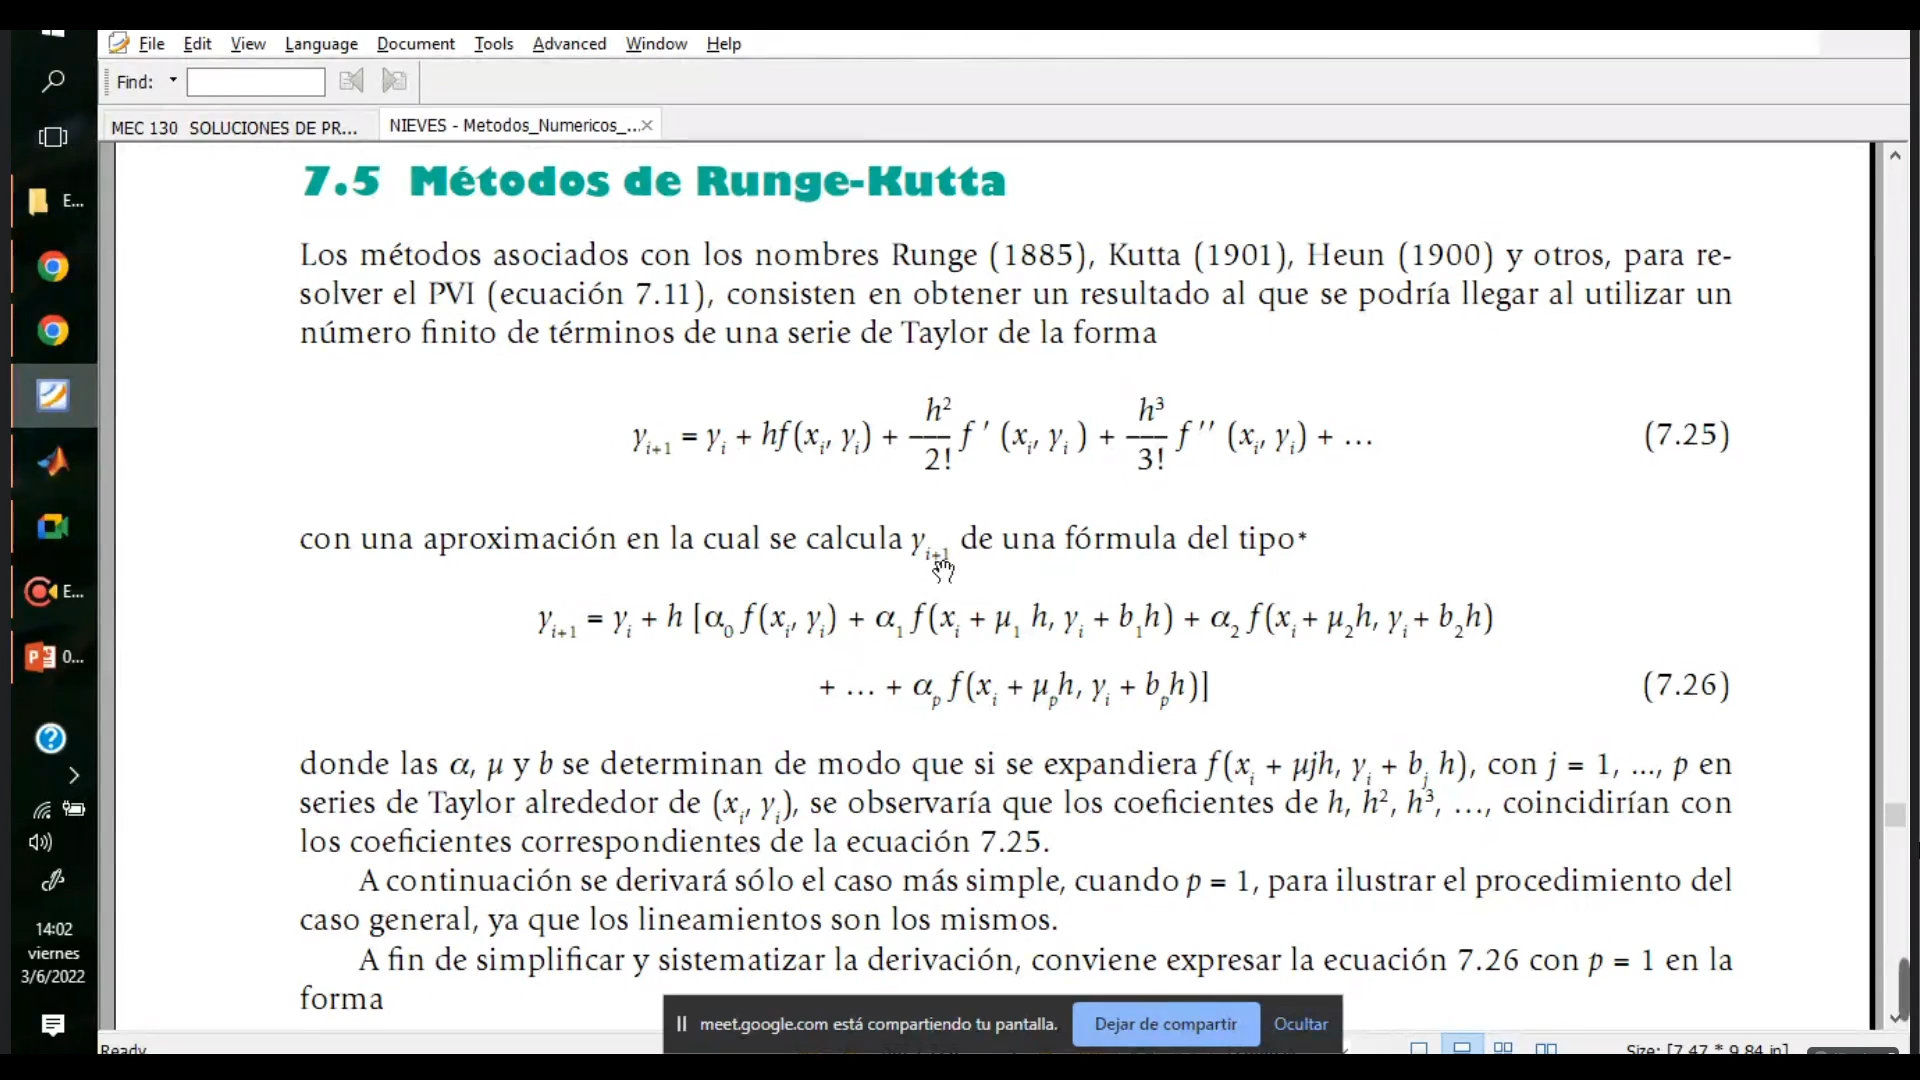 File Edit View Language Document Tools Advanced Window Help
Find:
MEC 130 SOLUCIONES DE PR... NIEVES - Metodos_Numericos_...
7.5 Métodos de Runge-Kutta
Los métodos asociados con los nombres Runge (1885), Kutta (1901), Heun (1900) y otros, para re-
solver el PVI (ecuación 7.11), consisten en obtener un resultado al que se podría llegar al utilizar un
número finito de términos de una serie de Taylor de la forma
y_{i+1} = y_i + hf(x_i, y_i) + h²/2! f ′ (x_i, y_i ) + h³/3! f ′′ (x_i, y_i) + … (7.25)
con una aproximación en la cual se calcula y_{i+1} de una fórmula del tipo*
y_{i+1} = y_i + h [α_0 f(x_i, y_i) + α_1 f(x_i + μ_1 h, y_i + b_1h) + α_2 f(x_i + μ_2h, y_i + b_2h)
+ … + α_p f(x_i + μ_ph, y_i + b_ph)] (7.26)
donde las α, μ y b se determinan de modo que si se expandiera f(x_i + μjh, y_i + b_j h), con j = 1, ..., p en
series de Taylor alrededor de (x_i, y_i), se observaría que los coeficientes de h, h², h³, …, coincidirían con
los coeficientes correspondientes de la ecuación 7.25.
A continuación se derivará sólo el caso más simple, cuando p = 1, para ilustrar el procedimiento del
caso general, ya que los lineamientos son los mismos.
A fin de simplificar y sistematizar la derivación, conviene expresar la ecuación 7.26 con p = 1 en la
forma
meet.google.com está compartiendo tu pantalla. Dejar de compartir Ocultar
Ready
Size: [7.47 * 9.84 in]
E...
E...
0...
14:02
viernes
3/6/2022